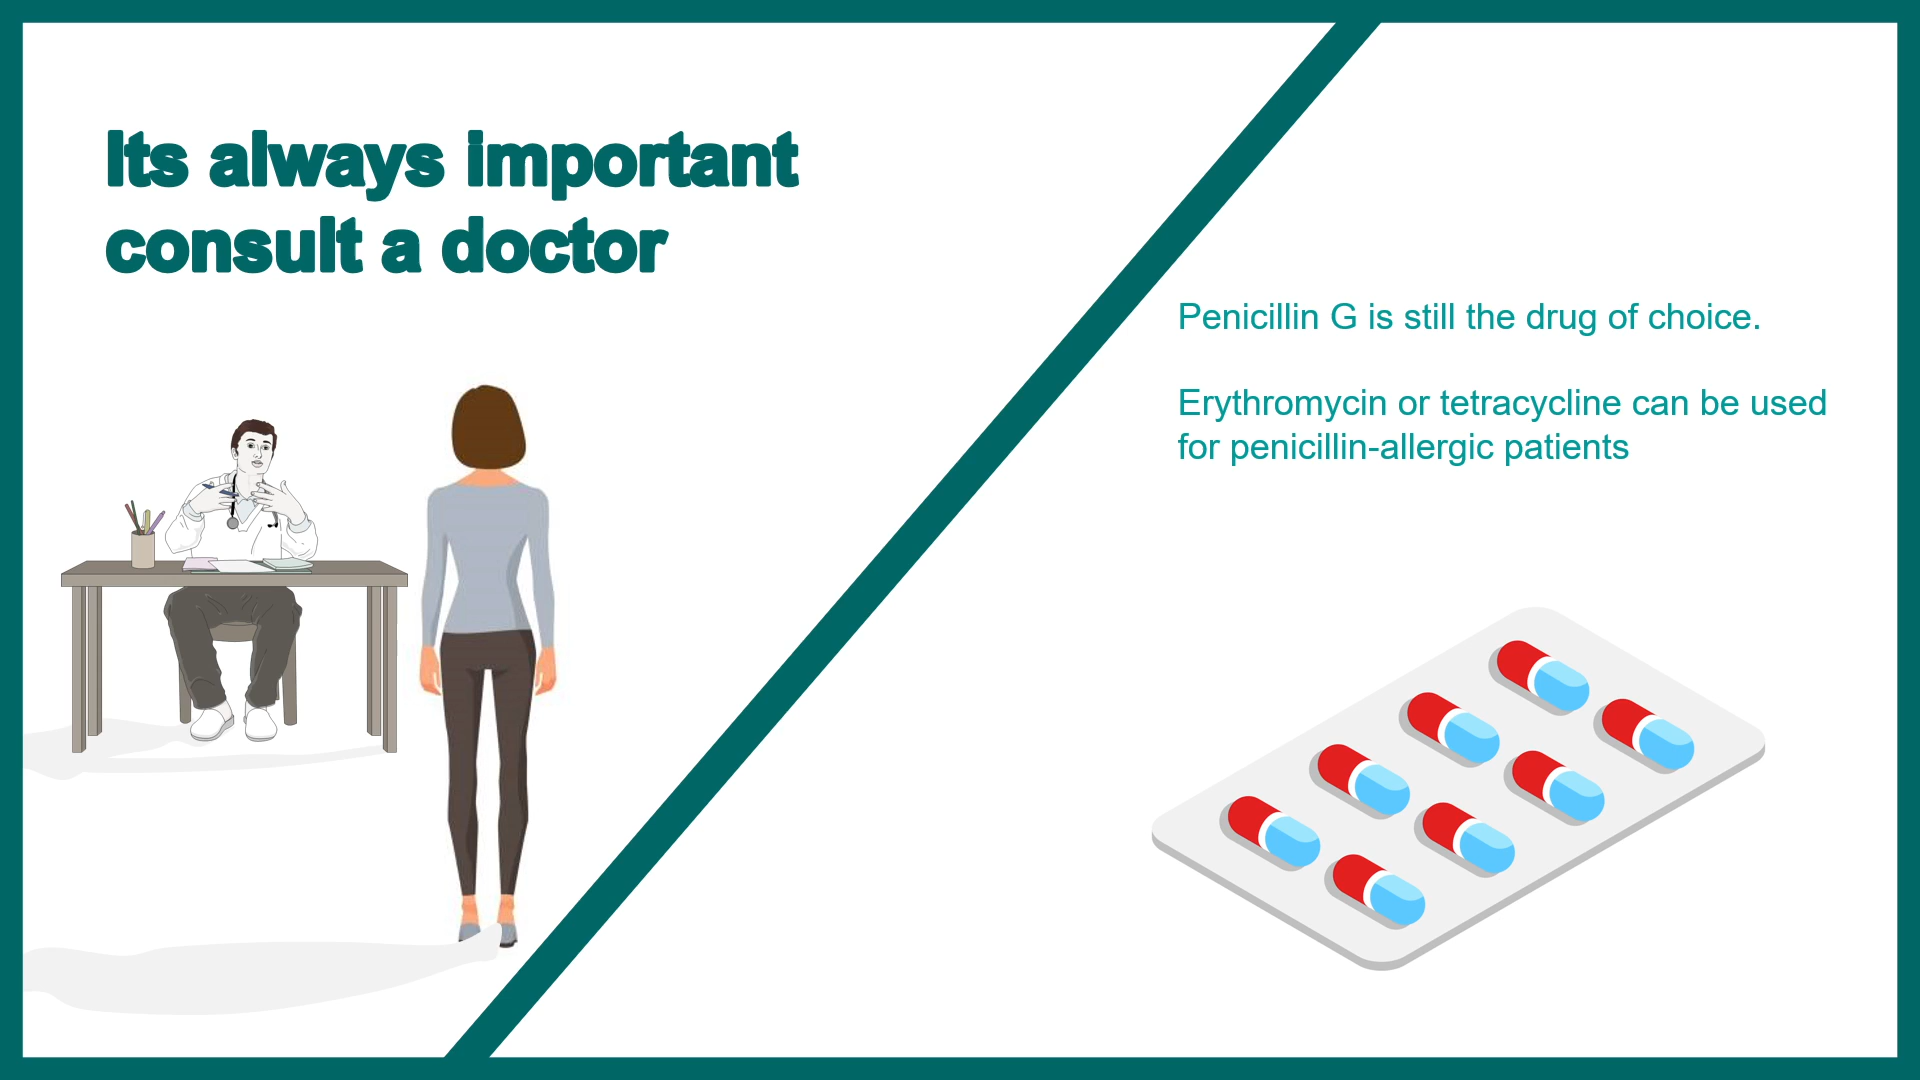 Its always important
consult a doctor
Penicillin G is still the drug of choice.
Erythromycin or tetracycline can be used
for penicillin-allergic patients